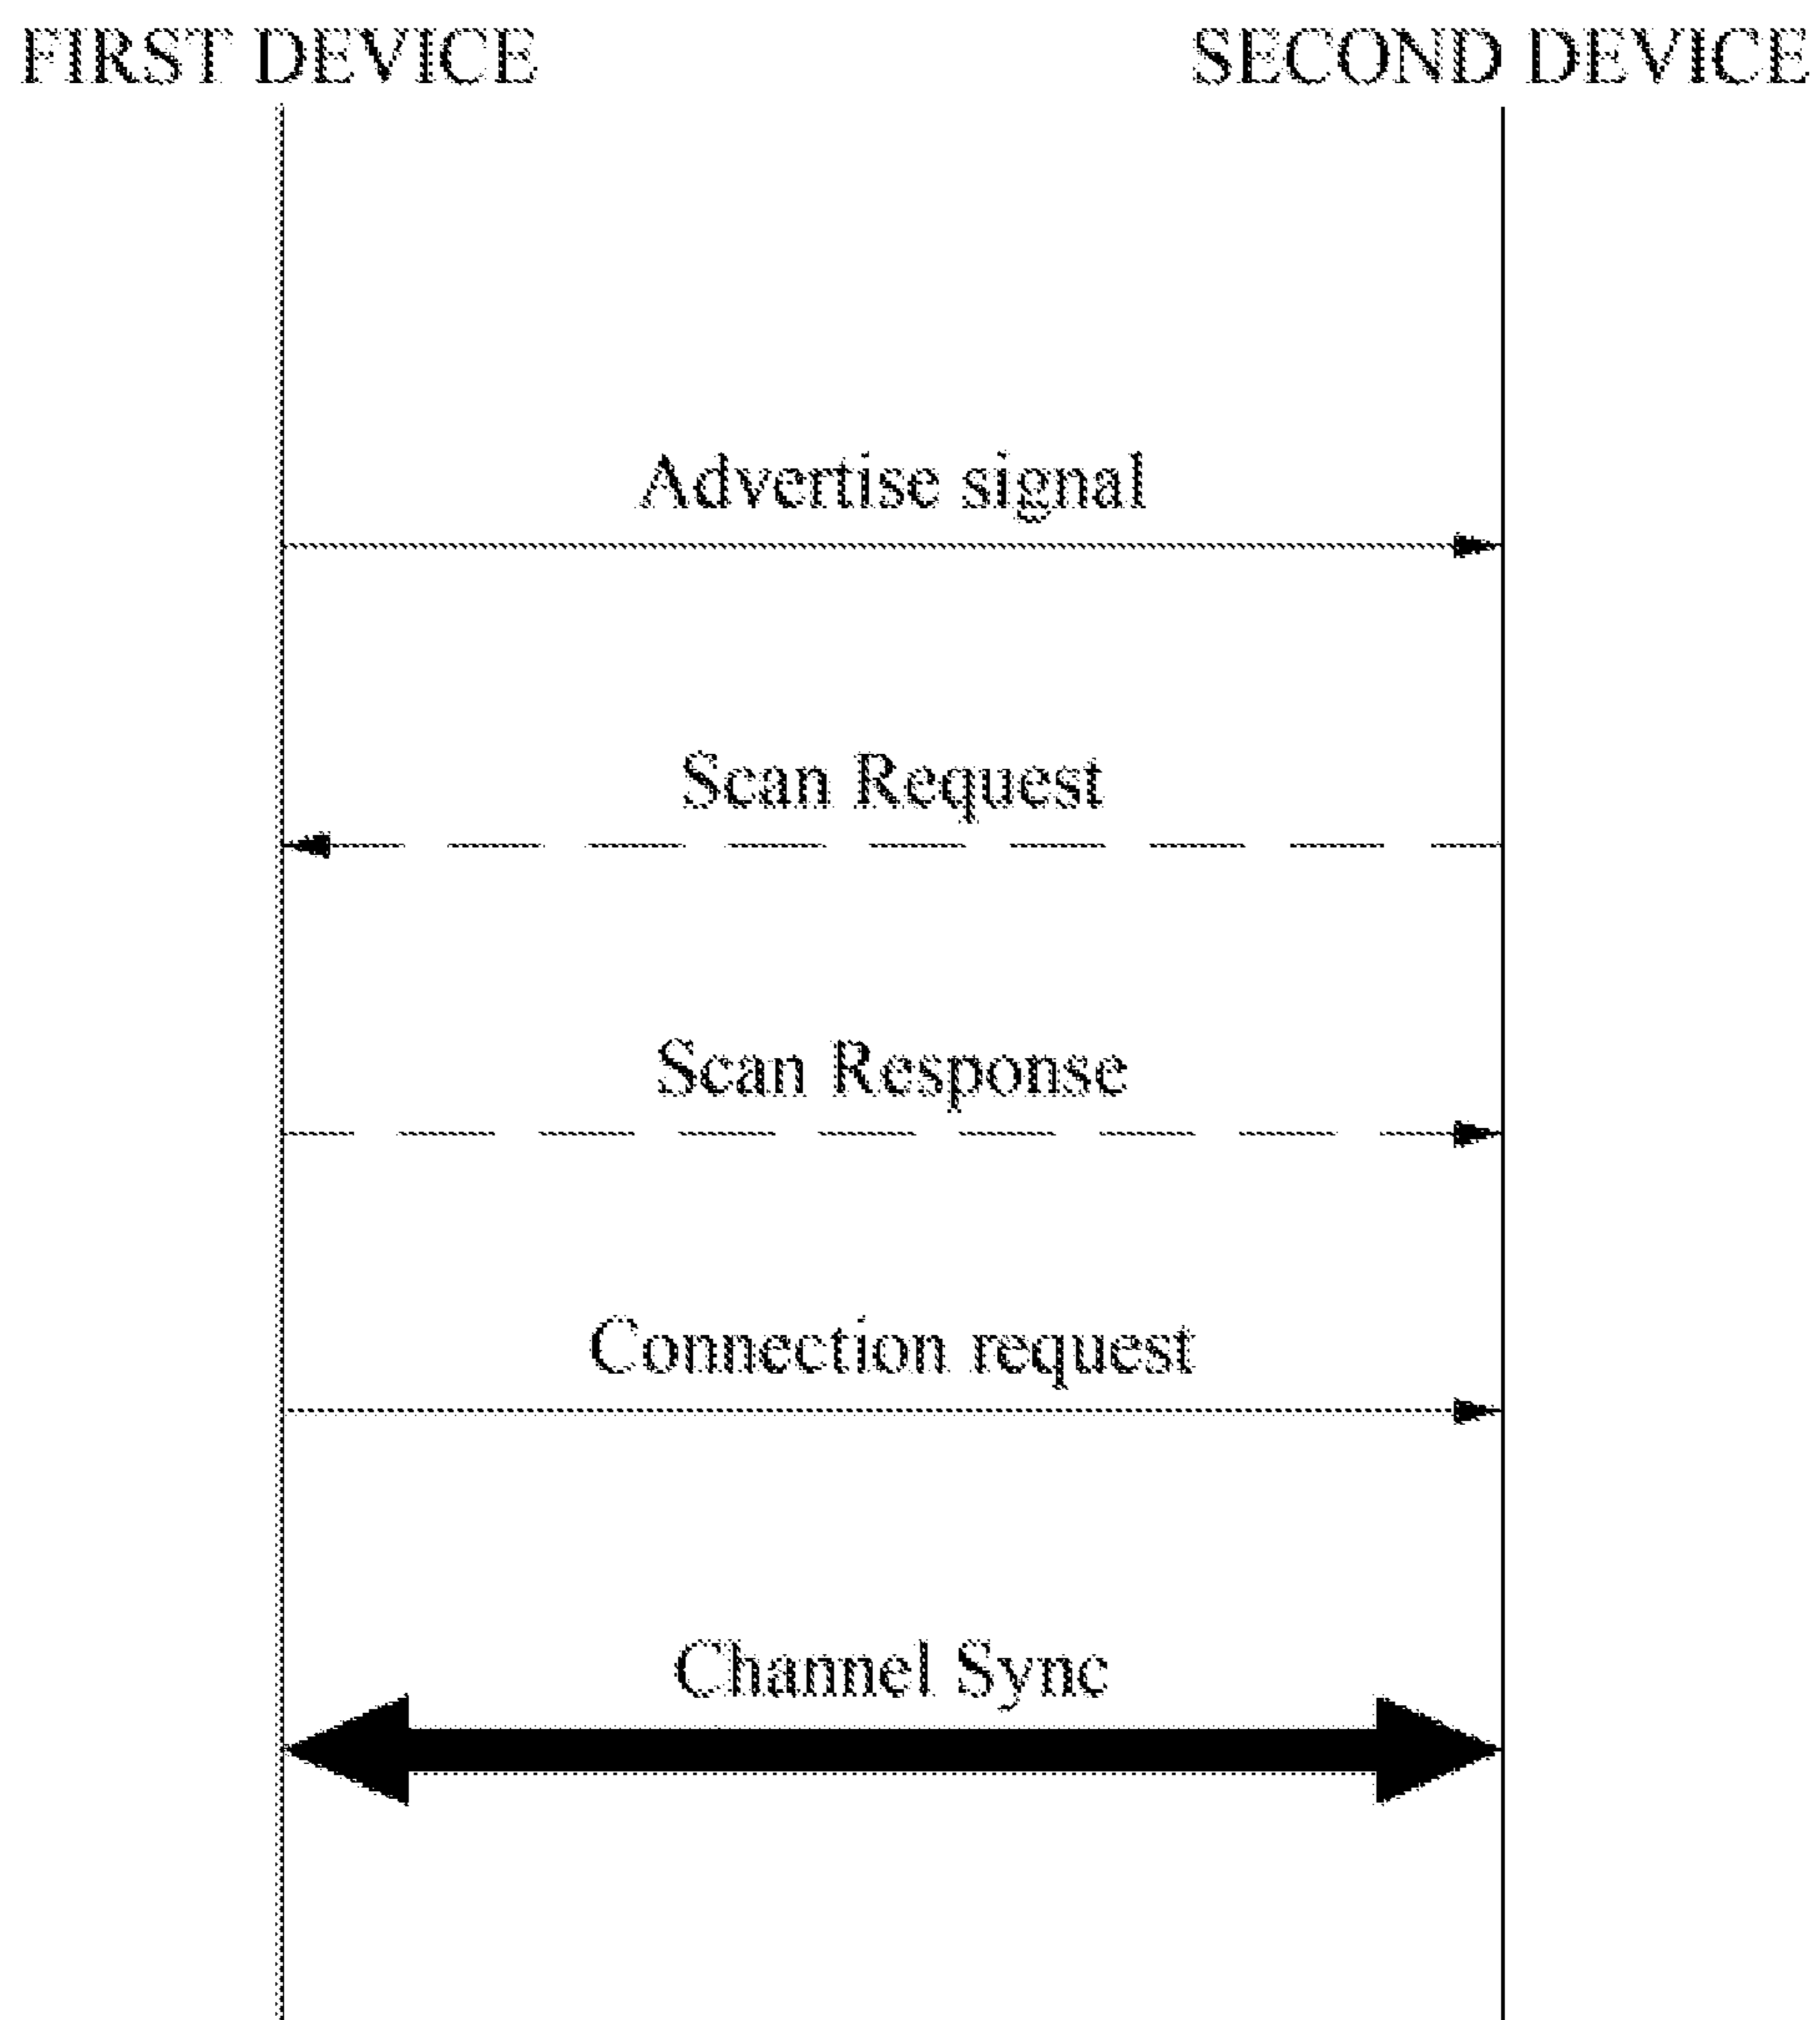 FIRST DEVICE SECOND DEVICE
Advertise signal
Scan Request
Scan Response
Connection request
Channel Sync